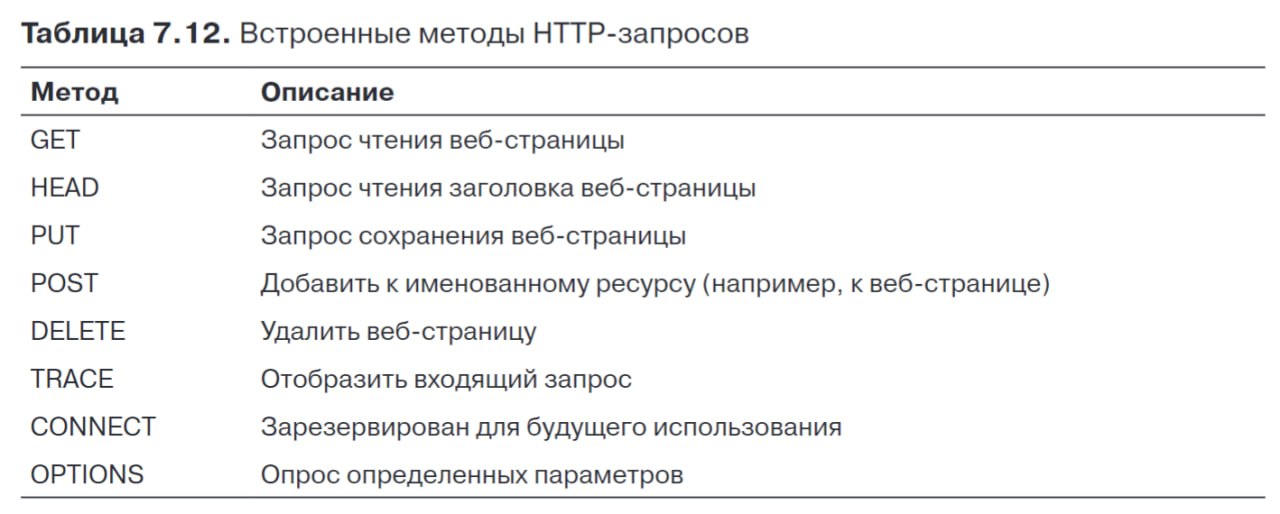 Таблица 7.12. Встроенные методы HTTP-запросов
Метод Описание
GET Запрос чтения веб-страницы
HEAD Запрос чтения заголовка веб-страницы
PUT Запрос сохранения веб-страницы
POST Добавить к именованному ресурсу (например, к веб-странице)
DELETE Удалить веб-страницу
TRACE Отобразить входящий запрос
CONNECT Зарезервирован для будущего использования
OPTIONS Опрос определенных параметров